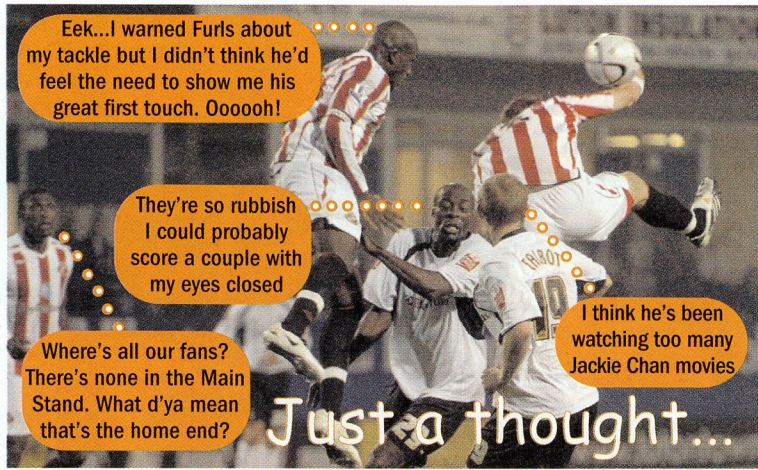 Eek...I warned Furls about
my tackle but I didn't think he'd
feel the need to show me his
great first touch. Oooooh!
They're so rubbish
I could probably
score a couple with
my eyes closed
TALBOT
19
I think he's been
watching too many
Jackie Chan movies
Where's all our fans?
There's none in the Main
Stand. What d'ya mean
that's the home end?
29
Just a thought...